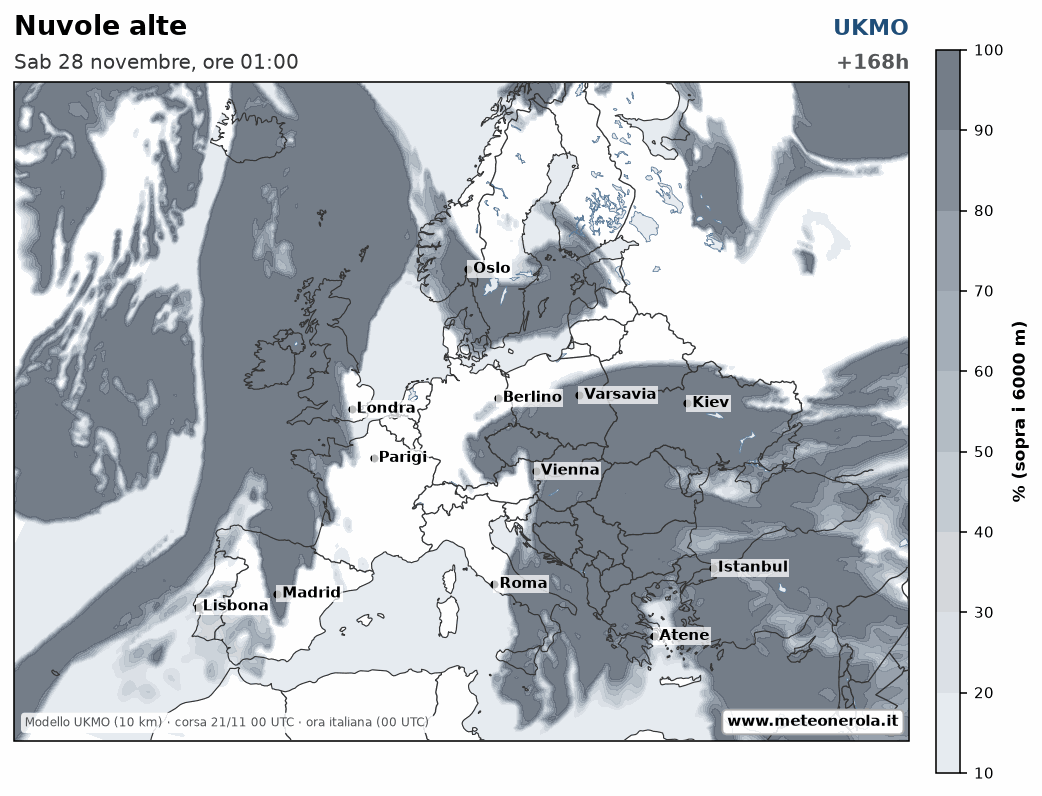 Nuvole alte
UKMO
Sab 28 novembre, ore 01:00
+168h
100
90
80
70
60
50
40
30
20
10
% (sopra i 6000 m)
Oslo
Londra
Berlino
Varsavia
Kiev
Parigi
Vienna
Roma
Istanbul
Madrid
Lisbona
Atene
Modello UKMO (10 km) · corsa 21/11 00 UTC · ora italiana (00 UTC)
www.meteonerola.it